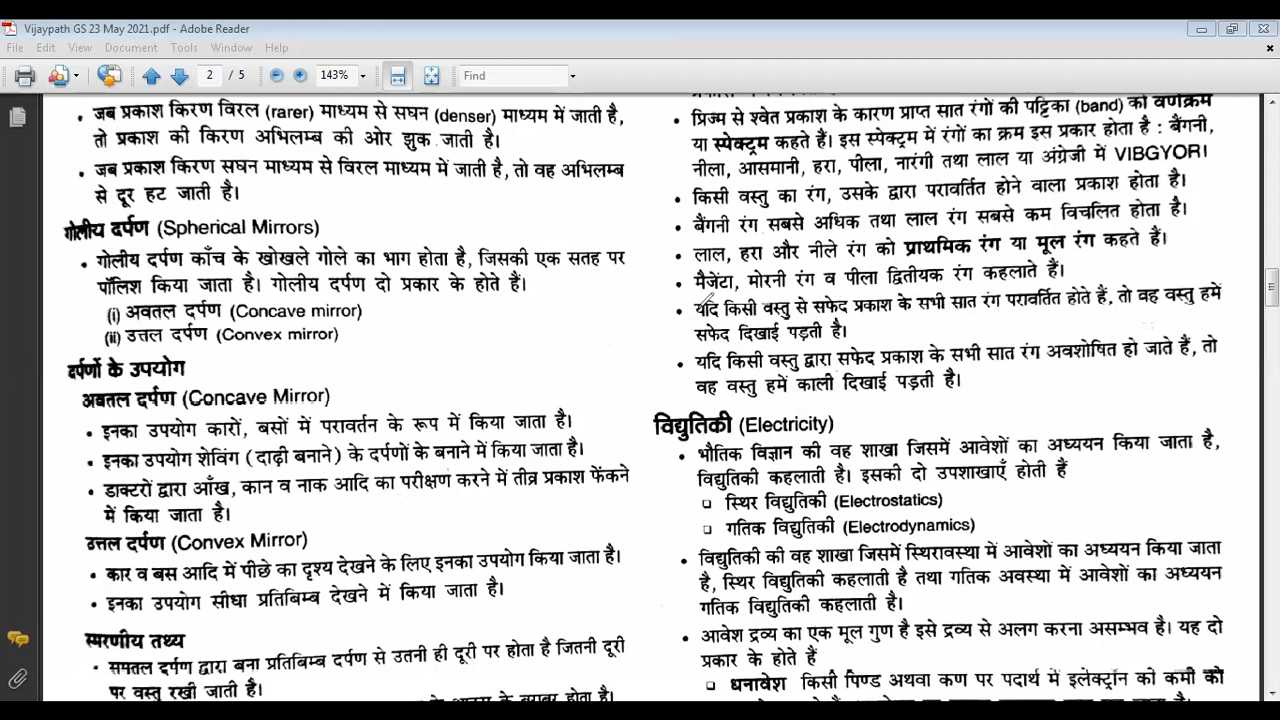 Vijaypath GS 23 May 2021.pdf - Adobe Reader
File Edit View Document Tools Window Help
2 / 5 143% Find
• जब प्रकाश किरण विरल (rarer) माध्यम से सघन (denser) माध्यम में जाती है,
तो प्रकाश की किरण अभिलम्ब की ओर झुक जाती है।
• जब प्रकाश किरण सघन माध्यम से विरल माध्यम में जाती है, तो वह अभिलम्ब
से दूर हट जाती है।
गोलीय दर्पण (Spherical Mirrors)
• गोलीय दर्पण काँच के खोखले गोले का भाग होता है, जिसकी एक सतह पर
पॉलिश किया जाता है। गोलीय दर्पण दो प्रकार के होते हैं।
(i) अवतल दर्पण (Concave mirror)
(ii) उत्तल दर्पण (Convex mirror)
दर्पणों के उपयोग
अवतल दर्पण (Concave Mirror)
• इनका उपयोग कारों, बसों में परावर्तन के रूप में किया जाता है।
• इनका उपयोग शेविंग (दाढ़ी बनाने) के दर्पणों के बनाने में किया जाता है।
• डाक्टरों द्वारा आँख, कान व नाक आदि का परीक्षण करने में तीव्र प्रकाश फेंकने
में किया जाता है।
उत्तल दर्पण (Convex Mirror)
• कार व बस आदि में पीछे का दृश्य देखने के लिए इनका उपयोग किया जाता है।
• इनका उपयोग सीधा प्रतिबिम्ब देखने में किया जाता है।
स्मरणीय तथ्य
• समतल दर्पण द्वारा बना प्रतिबिम्ब दर्पण से उतनी ही दूरी पर होता है जितनी दूरी
पर वस्तु रखी जाती है।
के बराबर होता है।
• प्रिज्म से श्वेत प्रकाश के कारण प्राप्त सात रंगों की पट्टिका (band) को वर्णक्रम
या स्पेक्ट्रम कहते हैं। इस स्पेक्ट्रम में रंगों का क्रम इस प्रकार होता है : बैंगनी,
नीला, आसमानी, हरा, पीला, नारंगी तथा लाल या अंग्रेजी में VIBGYOR।
• किसी वस्तु का रंग, उसके द्वारा परावर्तित होने वाला प्रकाश होता है।
• बैंगनी रंग सबसे अधिक तथा लाल रंग सबसे कम विचलित होता है।
• लाल, हरा और नीले रंग को प्राथमिक रंग या मूल रंग कहते हैं।
• मैजेंटा, मोरनी रंग व पीला द्वितीयक रंग कहलाते हैं।
• यदि किसी वस्तु से सफेद प्रकाश के सभी सात रंग परावर्तित होते हैं, तो वह वस्तु हमें
सफेद दिखाई पड़ती है।
• यदि किसी वस्तु द्वारा सफेद प्रकाश के सभी सात रंग अवशोषित हो जाते हैं, तो
वह वस्तु हमें काली दिखाई पड़ती है।
विद्युतिकी (Electricity)
• भौतिक विज्ञान की वह शाखा जिसमें आवेशों का अध्ययन किया जाता है,
विद्युतिकी कहलाती है। इसकी दो उपशाखाएँ होती हैं
❑ स्थिर विद्युतिकी (Electrostatics)
❑ गतिक विद्युतिकी (Electrodynamics)
• विद्युतिकी की वह शाखा जिसमें स्थिरावस्था में आवेशों का अध्ययन किया जाता
है, स्थिर विद्युतिकी कहलाती है तथा गतिक अवस्था में आवेशों का अध्ययन
गतिक विद्युतिकी कहलाता है।
• आवेश द्रव्य का एक मूल गुण है इसे द्रव्य से अलग करना असम्भव है। यह दो
प्रकार के होते हैं
❑ धनावेश किसी पिण्ड अथवा कण पर पदार्थ में इलेक्ट्रॉन को कमी को